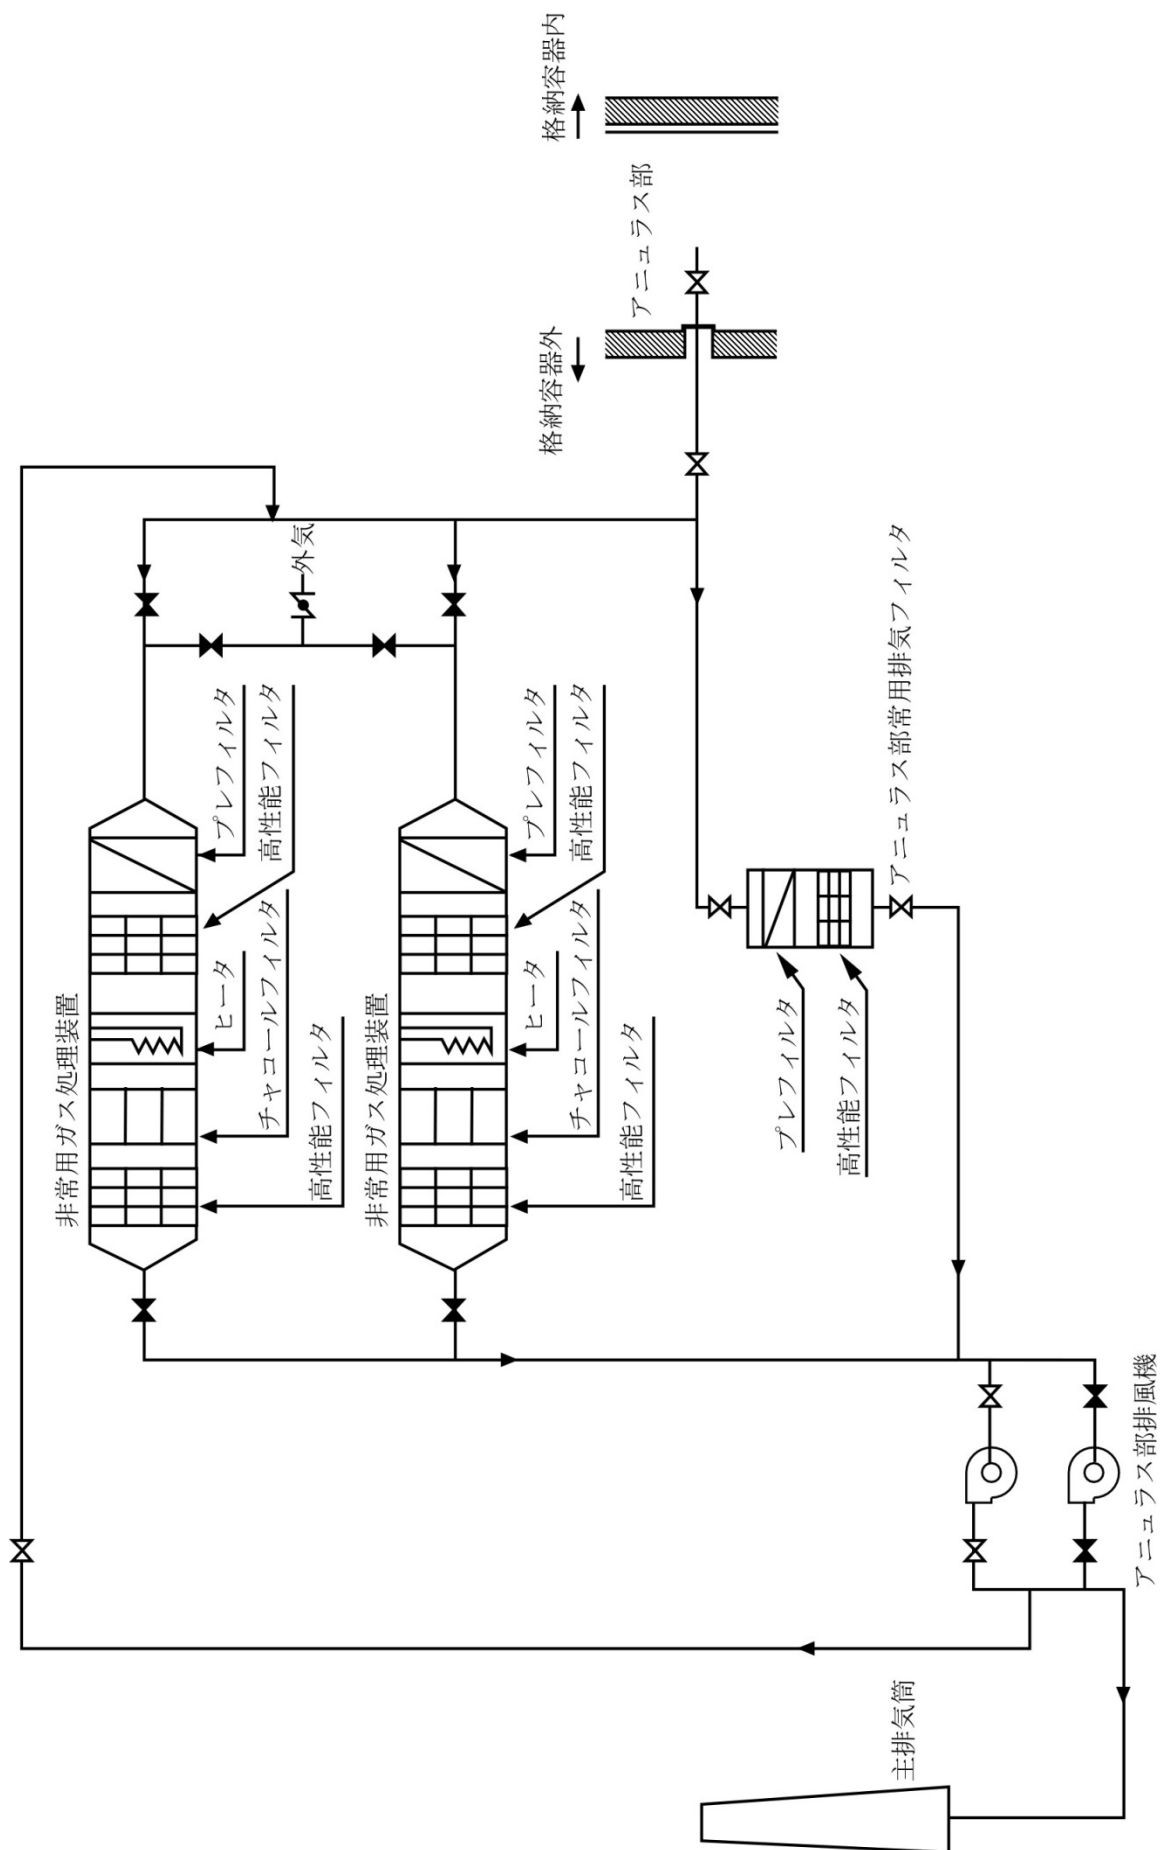 格納容器内
アニュラス部
格納容器外
外気
非常用ガス処理装置
プレフィルタ
高性能フィルタ
ヒータ
チャコールフィルタ
高性能フィルタ
非常用ガス処理装置
プレフィルタ
高性能フィルタ
ヒータ
チャコールフィルタ
高性能フィルタ
アニュラス部常用排気フィルタ
プレフィルタ
高性能フィルタ
アニュラス部排風機
主排気筒